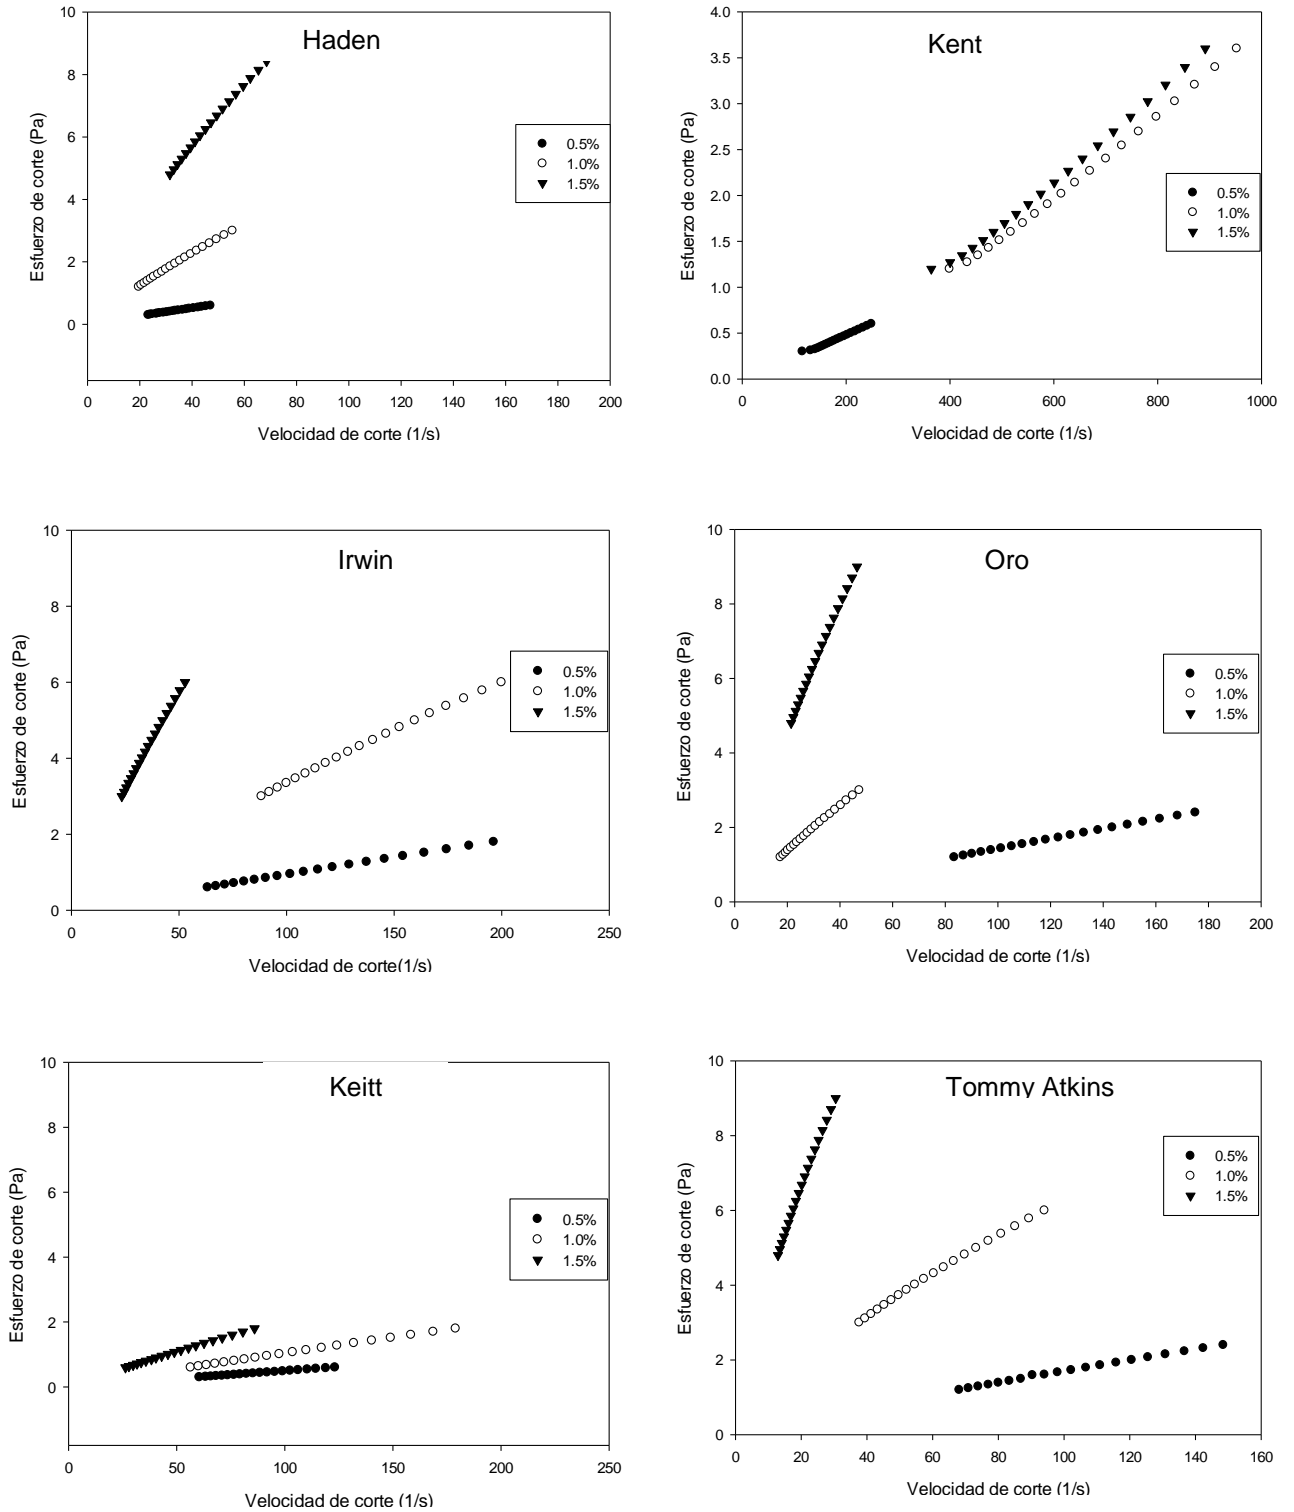 Haden
Esfuerzo de corte (Pa)
10
8
6
4
2
0
0 20 40 60 80 100 120 140 160 180 200
Velocidad de corte (1/s)
0.5%
1.0%
1.5%
Kent
Esfuerzo de corte (Pa)
4.0
3.5
3.0
2.5
2.0
1.5
1.0
0.5
0.0
0 200 400 600 800 1000
Velocidad de corte (1/s)
0.5%
1.0%
1.5%
Irwin
Esfuerzo de corte (Pa)
10
8
6
4
2
0
0 50 100 150 200 250
Velocidad de corte(1/s)
0.5%
1.0%
1.5%
Oro
Esfuerzo de corte (Pa)
10
8
6
4
2
0
0 20 40 60 80 100 120 140 160 180 200
Velocidad de corte (1/s)
0.5%
1.0%
1.5%
Keitt
Esfuerzo de corte (Pa)
10
8
6
4
2
0
0 50 100 150 200 250
Velocidad de corte (1/s)
0.5%
1.0%
1.5%
Tommy Atkins
Esfuerzo de corte (Pa)
10
8
6
4
2
0
0 20 40 60 80 100 120 140 160
Velocidad de corte (1/s)
0.5%
1.0%
1.5%